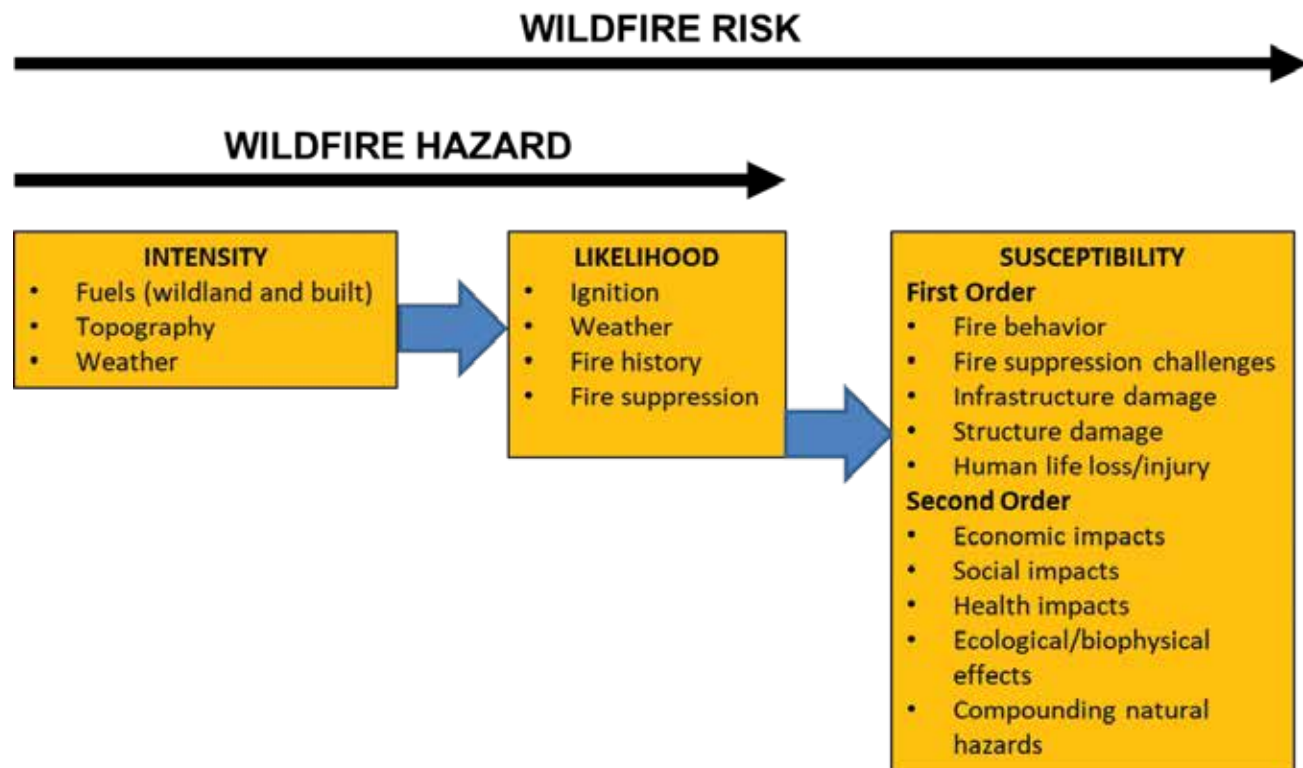 WILDFIRE RISK
WILDFIRE HAZARD
INTENSITY
• Fuels (wildland and built)
• Topography
• Weather
LIKELIHOOD
• Ignition
• Weather
• Fire history
• Fire suppression
SUSCEPTIBILITY
First Order
• Fire behavior
• Fire suppression challenges
• Infrastructure damage
• Structure damage
• Human life loss/injury
Second Order
• Economic impacts
• Social impacts
• Health impacts
• Ecological/biophysical
effects
• Compounding natural
hazards